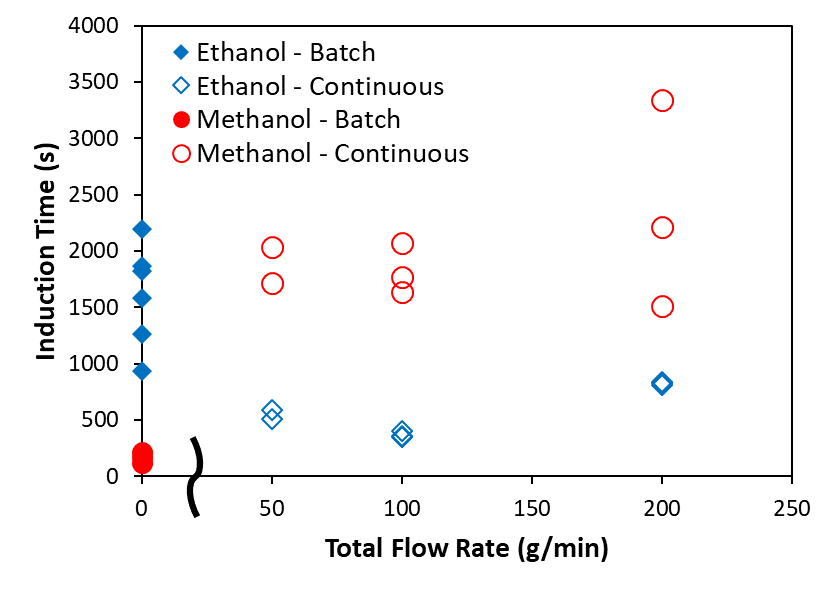 4000
3500
3000
2500
2000
1500
1000
500
0
Induction Time (s)
Ethanol - Batch
Ethanol - Continuous
Methanol - Batch
Methanol - Continuous
0 50 100 150 200 250
Total Flow Rate (g/min)